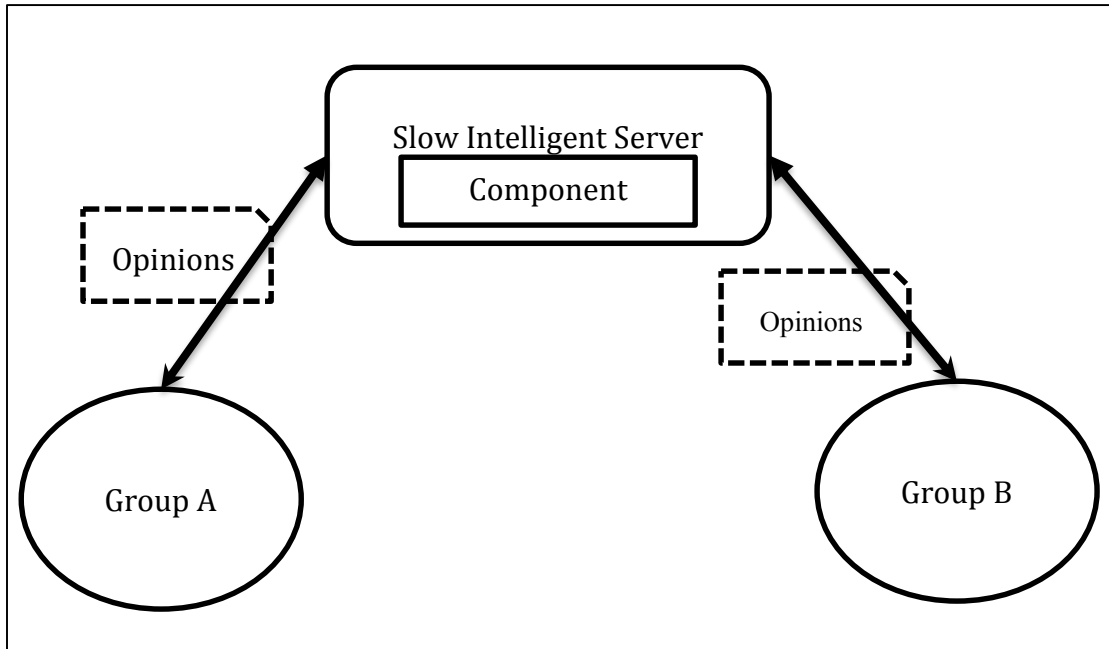 Slow Intelligent Server
Component
Opinions
Opinions
Group A
Group B